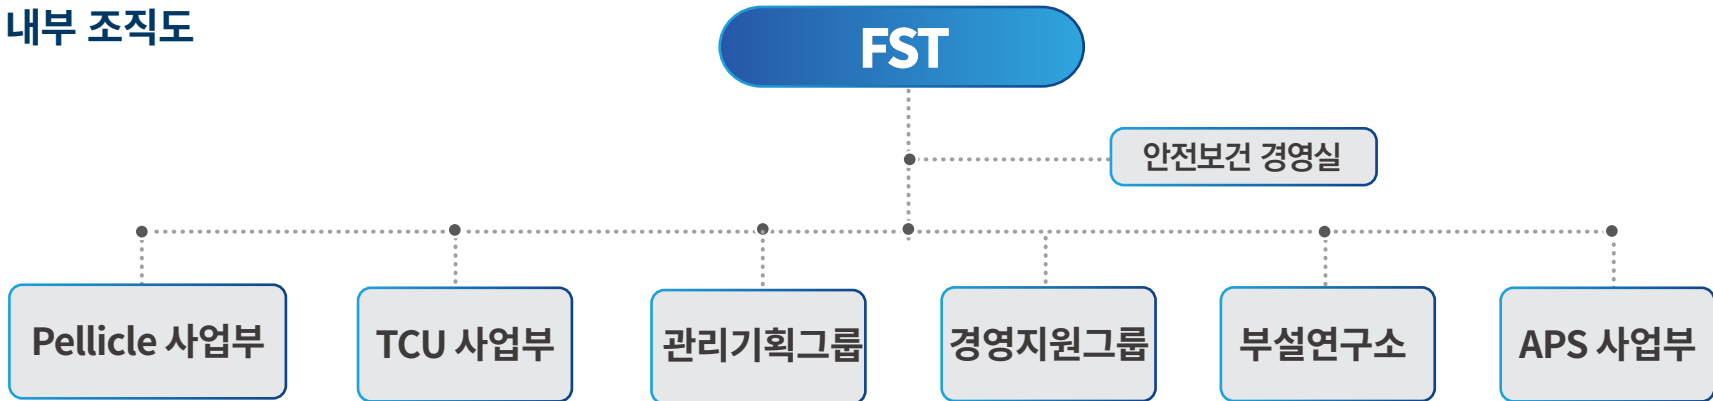 내부 조직도
FST
안전보건 경영실
Pellicle 사업부
TCU 사업부
관리기획그룹
경영지원그룹
부설연구소
APS 사업부